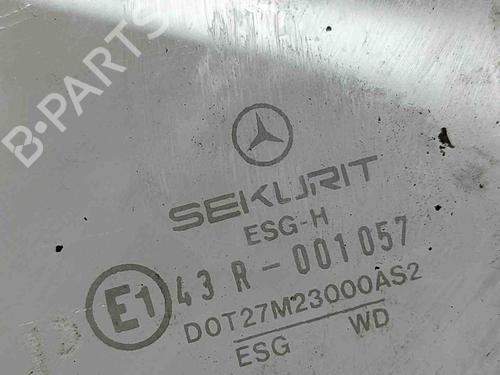 B-PARTS
SEKURIT
ESG-H
E1 43 R - 001057
DOT27M23000AS2
ESG WD